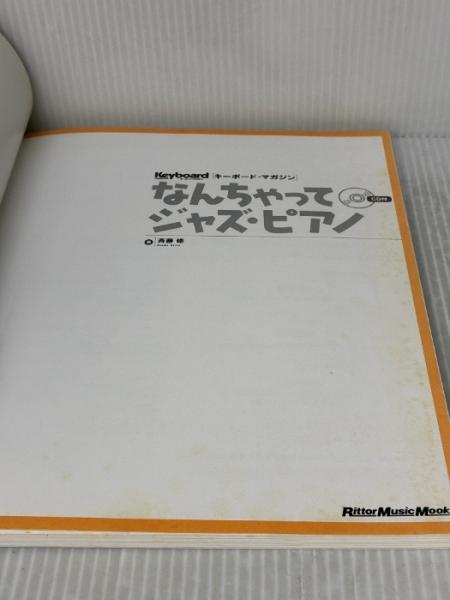 Keyboard [キーボード・マガジン]
なんちゃって
ジャズ・ピアノ CD付
斉藤 修
Rittor Music Mook